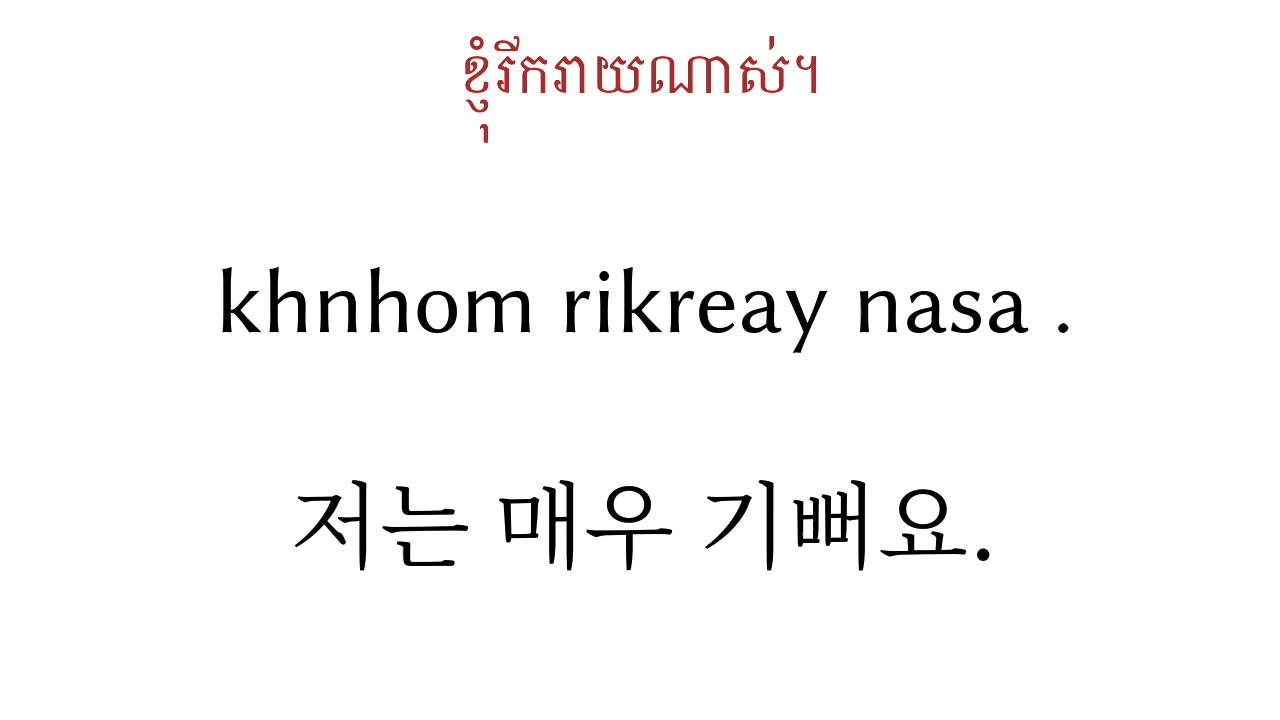 ខ្ញុំរីករាយណាស់។
khnhom rikreay nasa .
저는 매우 기뻐요.